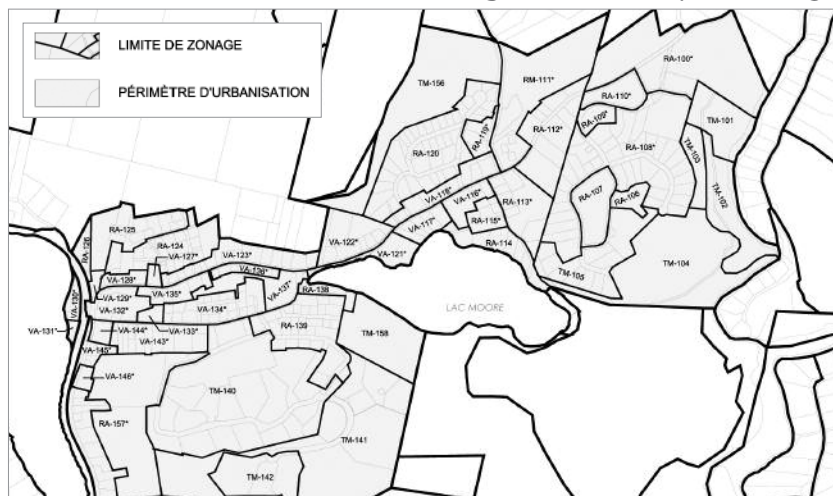 LIMITE DE ZONAGE
PÉRIMÈTRE D'URBANISATION
TM-156
RM-111*
RA-100*
RA-110*
RA-109*
TM-101
RA-119*
RA-112*
RA-120
RA-108*
TM-103
RA-107
RA-106
TM-102
VA-118*
VA-116*
RA-113*
VA-117*
RA-115*
VA-122*
VA-121*
RA-114
TM-105
TM-104
RA-125
RA-124
RA-126
VA-127*
VA-123*
VA-128*
VA-135*
VA-129*
VA-137*
RA-138
VA-130*
VA-132*
VA-134*
LAC MOORE
VA-131*
VA-144*
VA-133*
VA-143*
RA-139
TM-158
VA-145*
VA-146*
TM-140
RA-157*
TM-141
TM-142